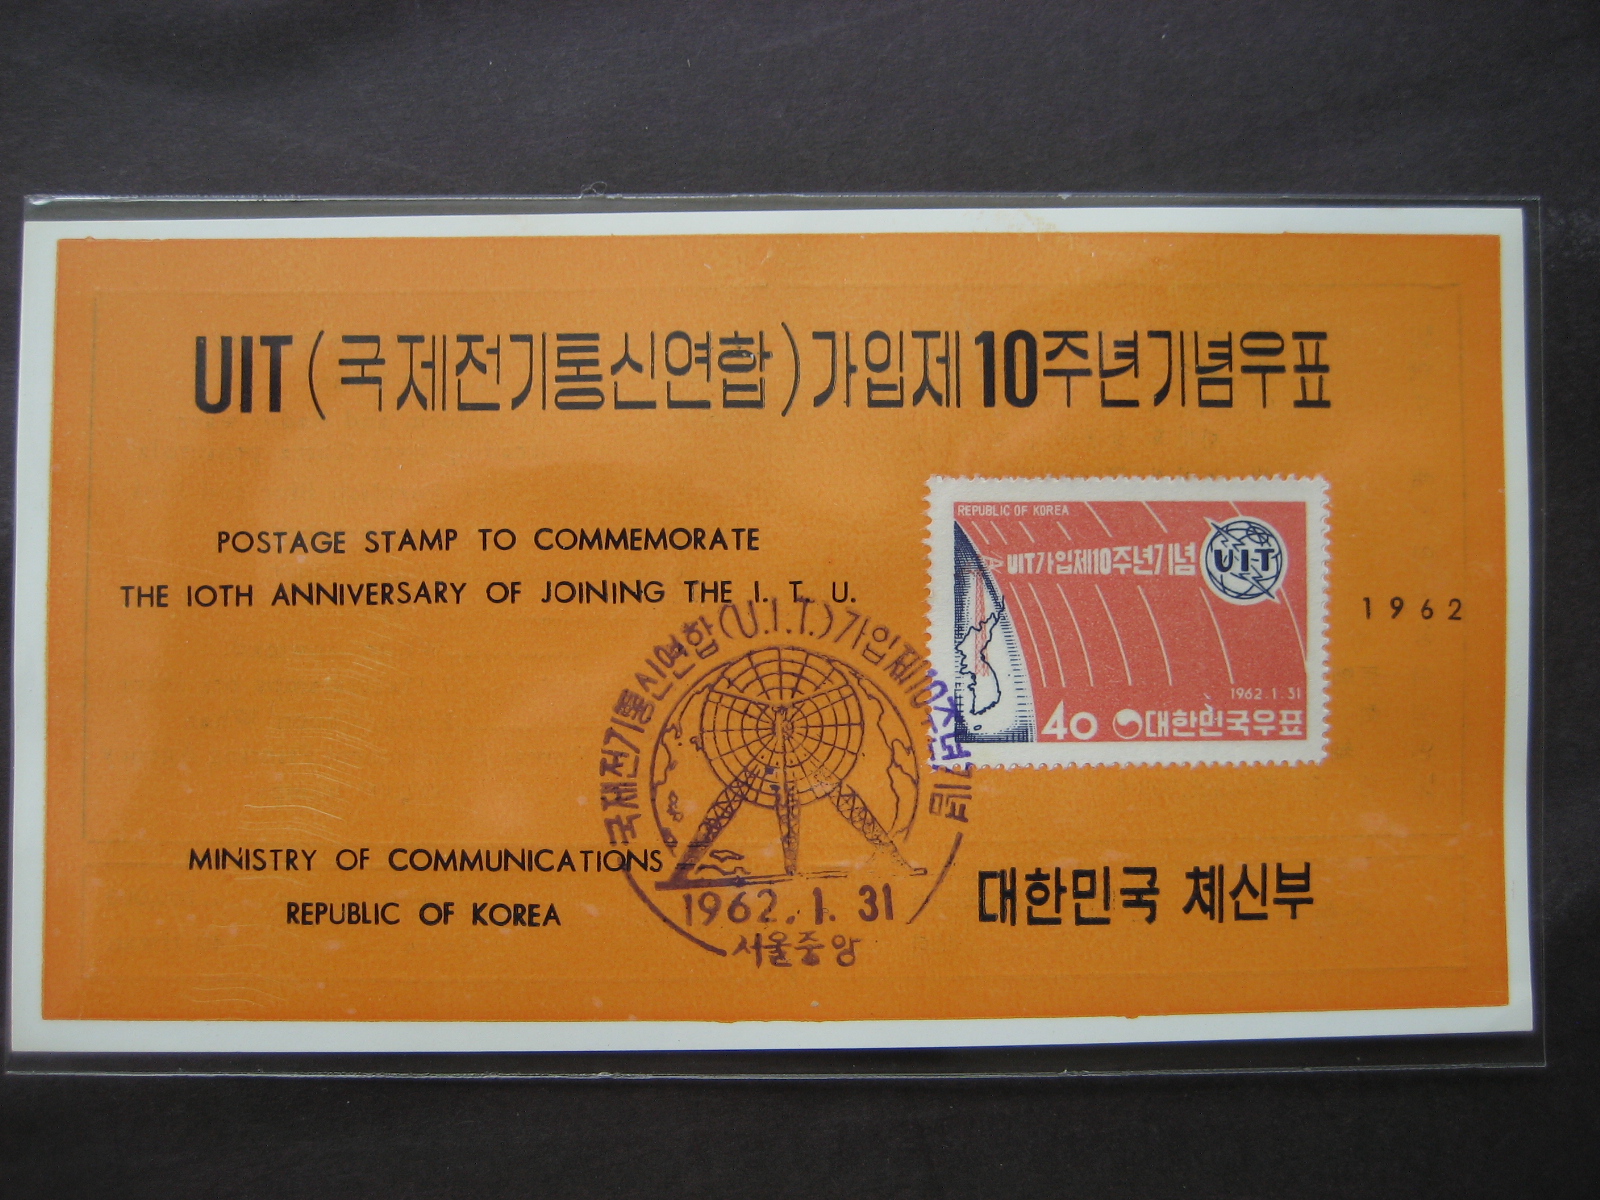 UIT (국제전기통신연합) 가입제10주년기념우표
POSTAGE STAMP TO COMMEMORATE
THE 10TH ANNIVERSARY OF JOINING THE I. T. U.
REPUBLIC OF KOREA
UIT가입제10주년기념
UIT
1962.1.31
40 대한민국우표
1962
국제전기통신연합(U.I.T.)가입제10주년기념
1962.1.31
서울중앙
MINISTRY OF COMMUNICATIONS
REPUBLIC OF KOREA
대한민국 체신부